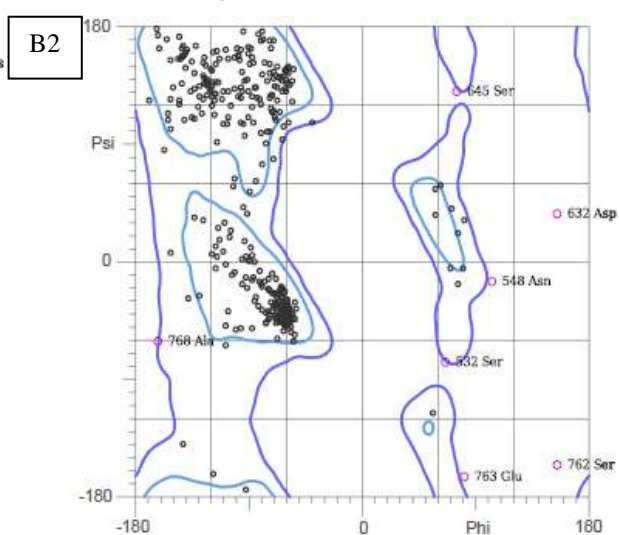 180
B2
s
645 Ser
Psi
632 Asp
0
548 Asn
768 Ala
532 Ser
763 Glu
762 Ser
-180
-180
0
Phi
180